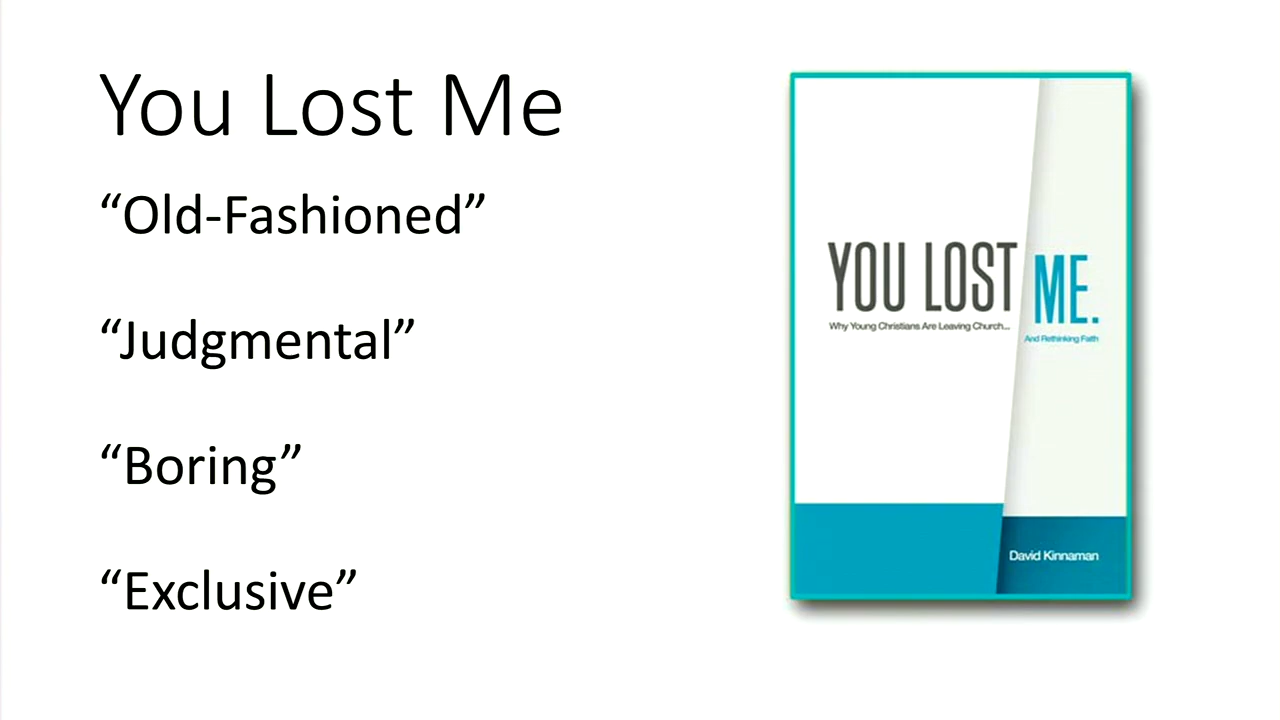 You Lost Me
“Old-Fashioned”
“Judgmental”
“Boring”
“Exclusive”
YOU LOST ME.
Why Young Christians Are Leaving Church...
And Rethinking Faith
David Kinnaman